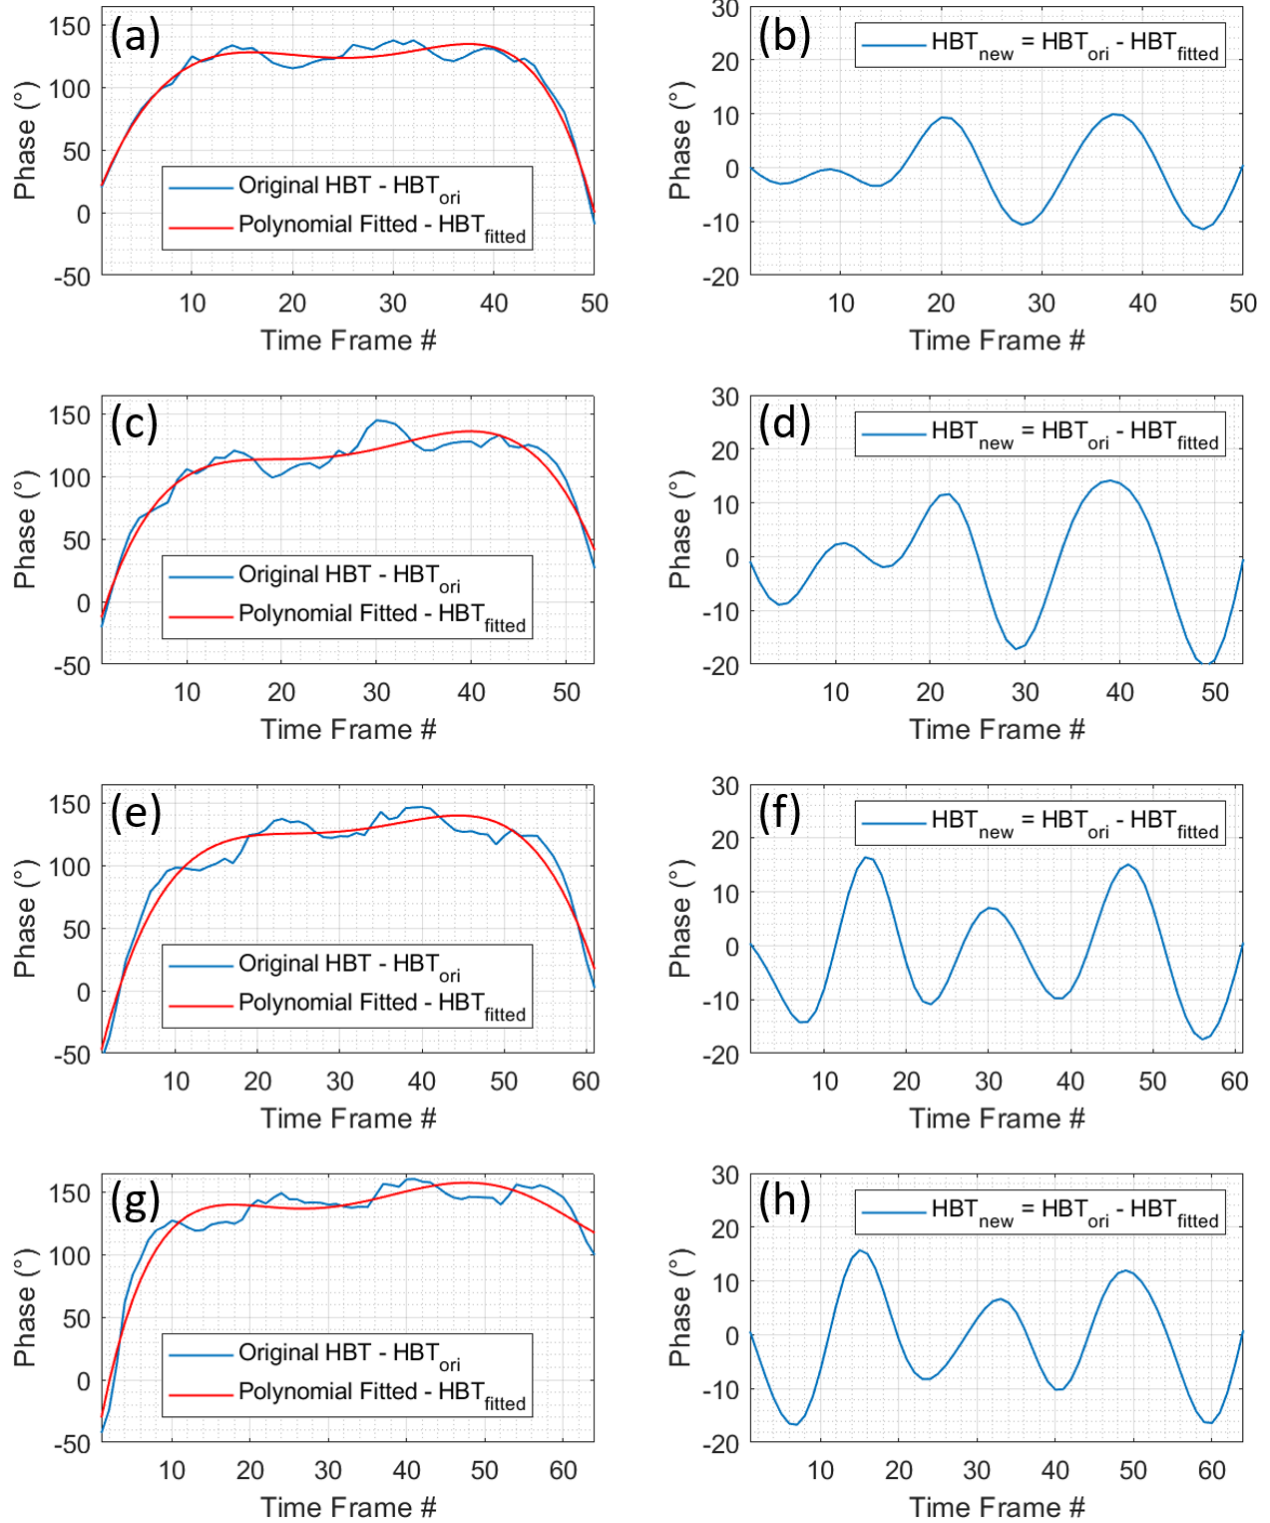 (a)
150
100
50
0
-50
Phase (°)
Original HBT - HBTori
Polynomial Fitted - HBTfitted
10 20 30 40 50
Time Frame #
(b)
30
20
10
0
-10
-20
Phase (°)
HBTnew = HBTori - HBTfitted
10 20 30 40 50
Time Frame #
(c)
150
100
50
0
-50
Phase (°)
Original HBT - HBTori
Polynomial Fitted - HBTfitted
10 20 30 40 50
Time Frame #
(d)
30
20
10
0
-10
-20
Phase (°)
HBTnew = HBTori - HBTfitted
10 20 30 40 50
Time Frame #
(e)
150
100
50
0
-50
Phase (°)
Original HBT - HBTori
Polynomial Fitted - HBTfitted
10 20 30 40 50 60
Time Frame #
(f)
30
20
10
0
-10
-20
Phase (°)
HBTnew = HBTori - HBTfitted
10 20 30 40 50 60
Time Frame #
(g)
150
100
50
0
-50
Phase (°)
Original HBT - HBTori
Polynomial Fitted - HBTfitted
10 20 30 40 50 60
Time Frame #
(h)
30
20
10
0
-10
-20
Phase (°)
HBTnew = HBTori - HBTfitted
10 20 30 40 50 60
Time Frame #